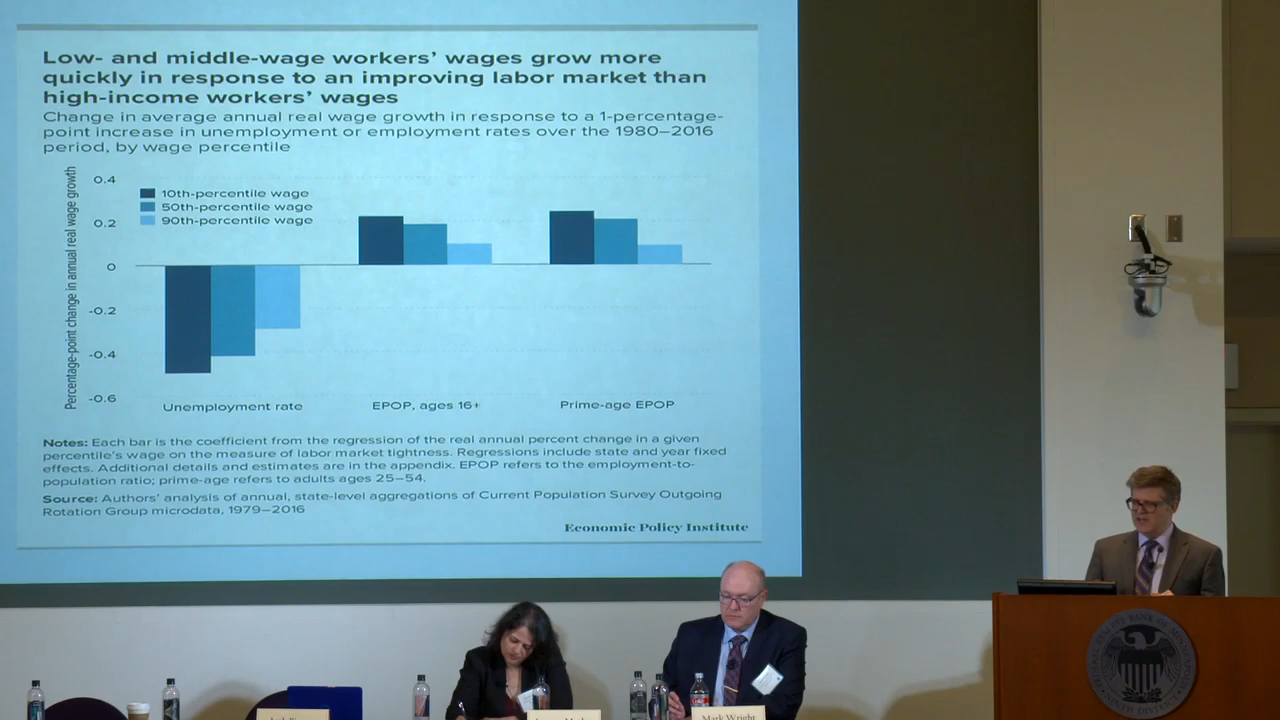 Low- and middle-wage workers' wages grow more
quickly in response to an improving labor market than
high-income workers' wages
Change in average annual real wage growth in response to a 1-percentage-
point increase in unemployment or employment rates over the 1980–2016
period, by wage percentile
Percentage-point change in annual real wage growth
0.4
0.2
0
-0.2
-0.4
-0.6
10th-percentile wage
50th-percentile wage
90th-percentile wage
Unemployment rate
EPOP, ages 16+
Prime-age EPOP
Notes: Each bar is the coefficient from the regression of the real annual percent change in a given
percentile's wage on the measure of labor market tightness. Regressions include state and year fixed
effects. Additional details and estimates are in the appendix. EPOP refers to the employment-to-
population ratio; prime-age refers to adults ages 25–54.
Source: Authors' analysis of annual, state-level aggregations of Current Population Survey Outgoing
Rotation Group microdata, 1979–2016
Economic Policy Institute
Mark Wright
FEDERAL RESERVE BANK OF MINNEAPOLIS
NINTH DISTRICT